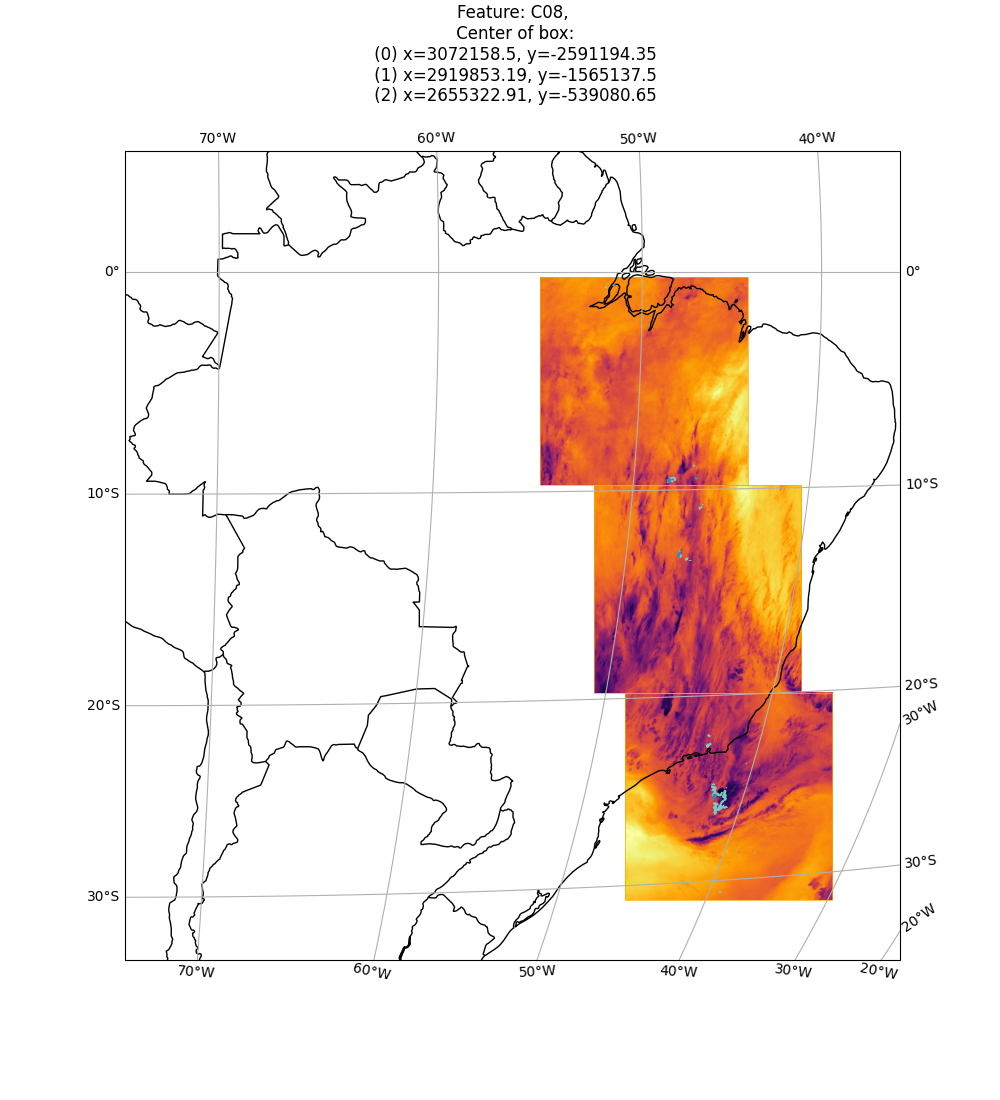 Feature: C08,
Center of box:
(0) x=3072158.5, y=-2591194.35
(1) x=2919853.19, y=-1565137.5
(2) x=2655322.91, y=-539080.65
70°W 60°W 50°W 40°W
0° 0°
10°S 10°S
20°S 20°S
30°W
30°S 30°S
20°W
70°W 60°W 50°W 40°W 30°W 20°W